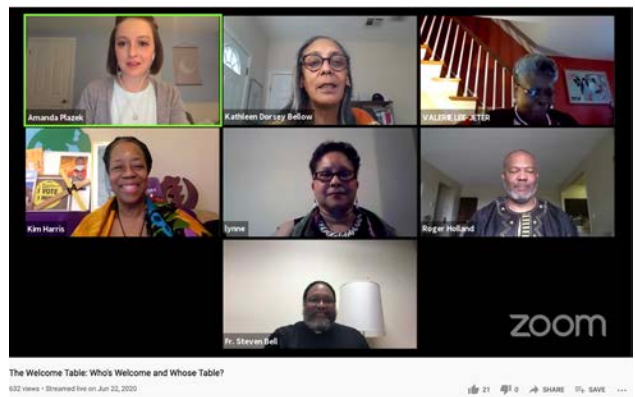 Amanda Plazek
Kathleen Dorsey Bellow
VALERIE LEE-JETER
VOTE
Kim Harris
lynne
Roger Holland
Fr. Steven Bell
zoom
The Welcome Table: Who's Welcome and Whose Table?
632 views • Streamed live on Jun 22, 2020
21
0
SHARE
SAVE
...